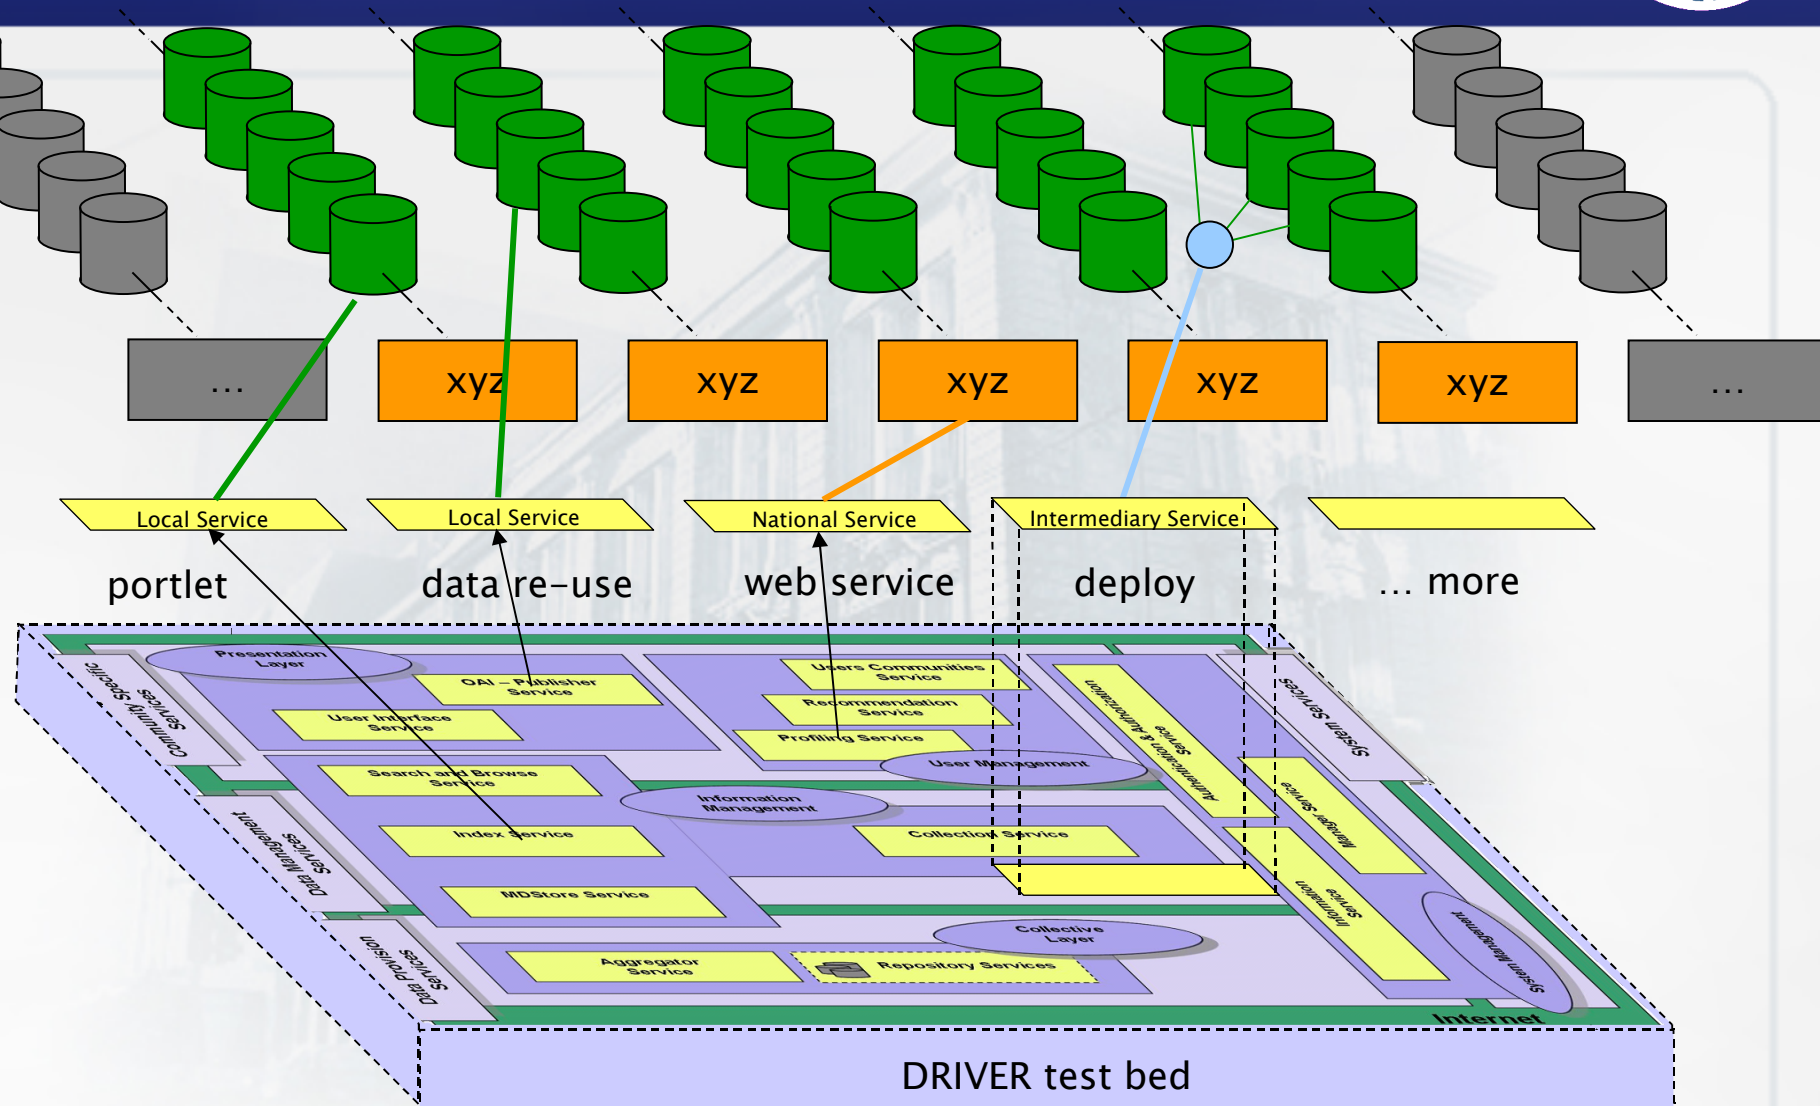 ...
xyz
xyz
xyz
xyz
xyz
...
Local Service
Local Service
National Service
Intermediary Service
portlet
data re-use
web service
deploy
... more
Presentation
Layer
OAI – Publisher
Service
User Interface
Service
Users Communities
Service
Recommendation
Service
Profiling Service
User Management
Community Specific
Services
Authentication & Authorization
Service
System Services
Search and Browse
Service
Information
Management
Index Service
Collection Service
Manager Service
MDStore Service
Data Management
Services
Information
Service
Collective
Layer
System Management
Aggregator
Service
Repository Services
Data Provision
Services
Internet
DRIVER test bed